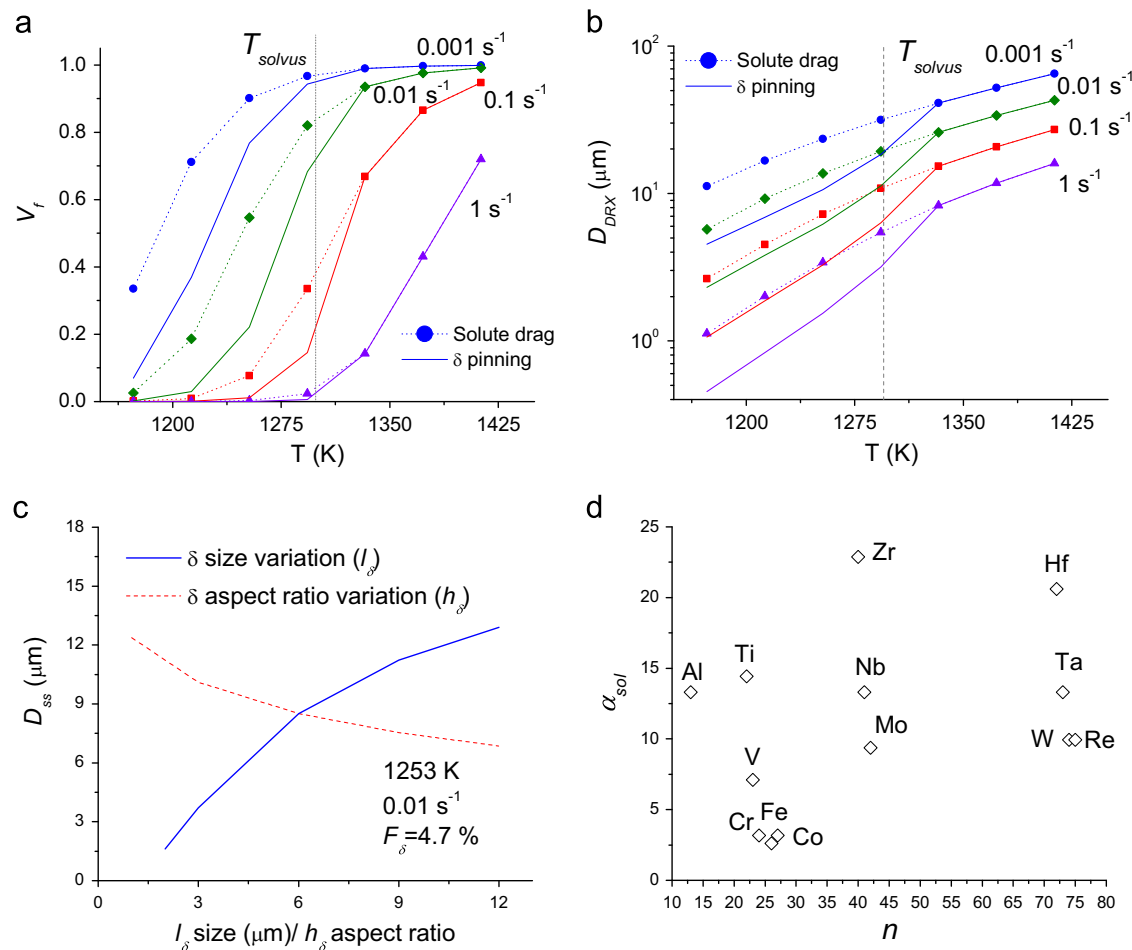 a
T_solvus
0.001 s⁻¹
Solute drag
δ pinning
0.01 s⁻¹
0.1 s⁻¹
1 s⁻¹
1.0
0.8
0.6
0.4
0.2
0.0
V_f
Solute drag
δ pinning
1200 1275 1350 1425
T (K)
b
T_solvus
0.001 s⁻¹
Solute drag
δ pinning
0.01 s⁻¹
0.1 s⁻¹
1 s⁻¹
10²
10¹
10⁰
D_DRX (μm)
1200 1275 1350 1425
T (K)
c
δ size variation (l_δ)
δ aspect ratio variation (h_δ)
18
15
12
9
6
3
0
D_ss (μm)
1253 K
0.01 s⁻¹
F_δ=4.7 %
0 3 6 9 12
l_δ size (μm)/ h_δ aspect ratio
d
25
20
15
10
5
0
α_sol
Zr
Hf
Al
Ti
Nb
Ta
Mo
W
Re
V
Cr
Fe
Co
10 15 20 25 30 35 40 45 50 55 60 65 70 75 80
n